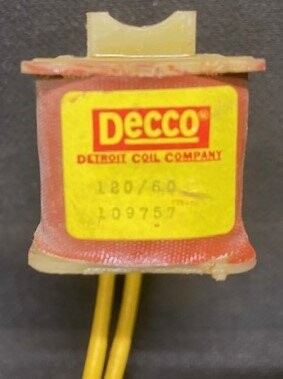 Decco®
DETROIT COIL COMPANY
120/60
109757